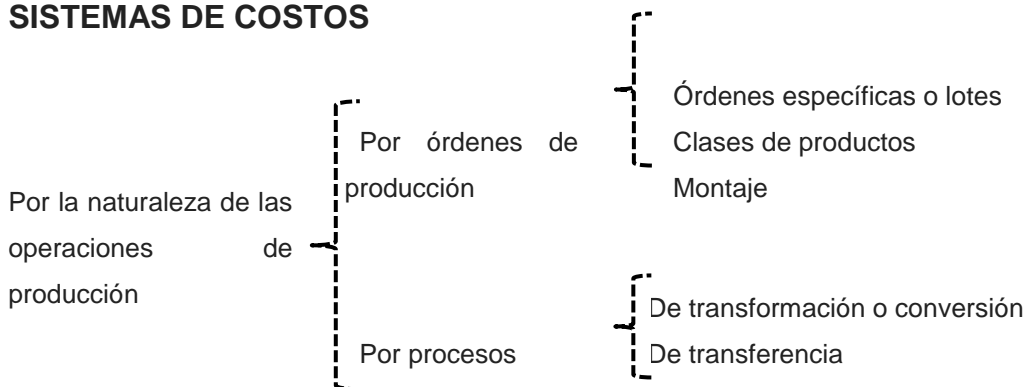 SISTEMAS DE COSTOS
Por la naturaleza de las
operaciones de
producción
Por órdenes de
producción
Órdenes específicas o lotes
Clases de productos
Montaje
Por procesos
De transformación o conversión
De transferencia